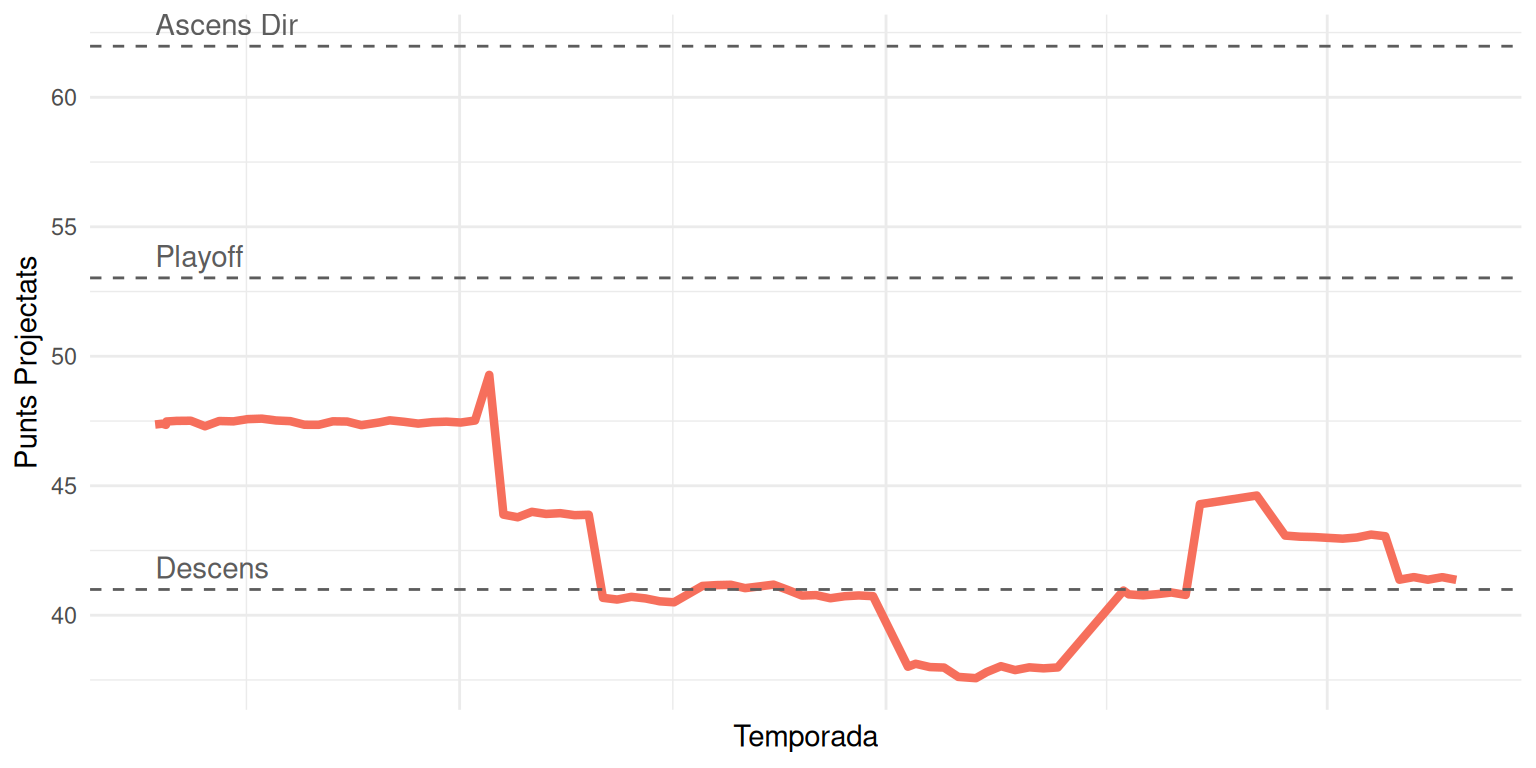 Ascens Dir
60
55
Playoff
50
45
Descens
40
Punts Projectats
Temporada